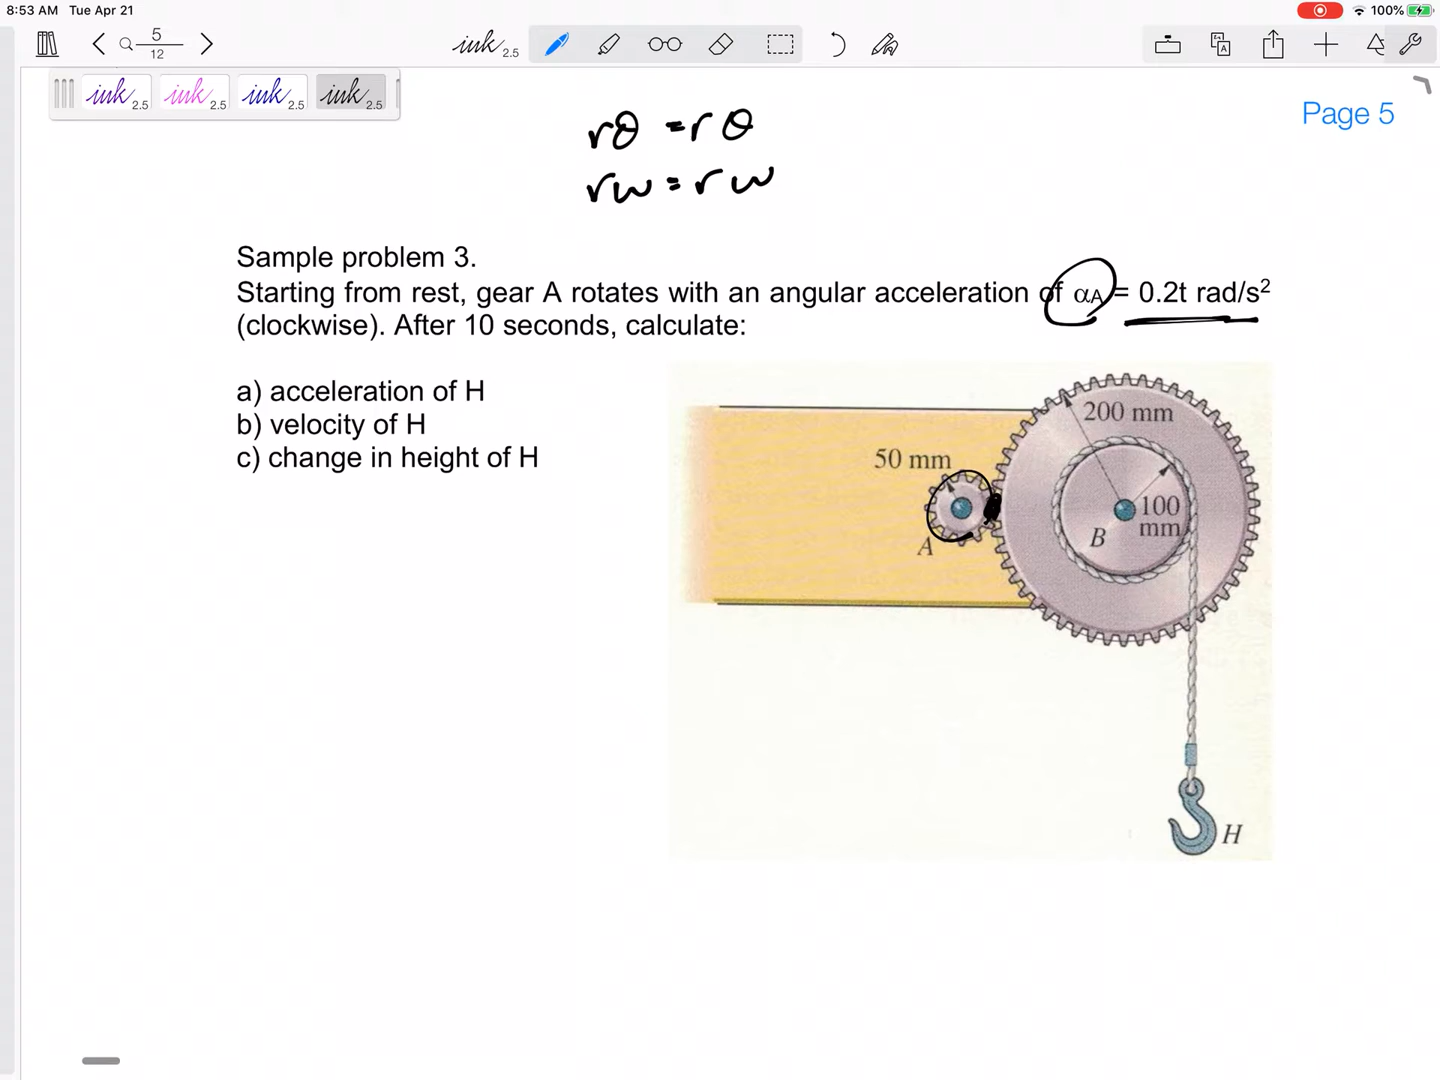 8:53 AM Tue Apr 21
100%
5
12
ink 2.5
ink 2.5 ink 2.5 ink 2.5 ink 2.5
Page 5
rθ = rθ
rw = rw
Sample problem 3.
Starting from rest, gear A rotates with an angular acceleration of αA = 0.2t rad/s²
(clockwise). After 10 seconds, calculate:
a) acceleration of H
b) velocity of H
c) change in height of H
200 mm
50 mm
100
mm
B
A
H